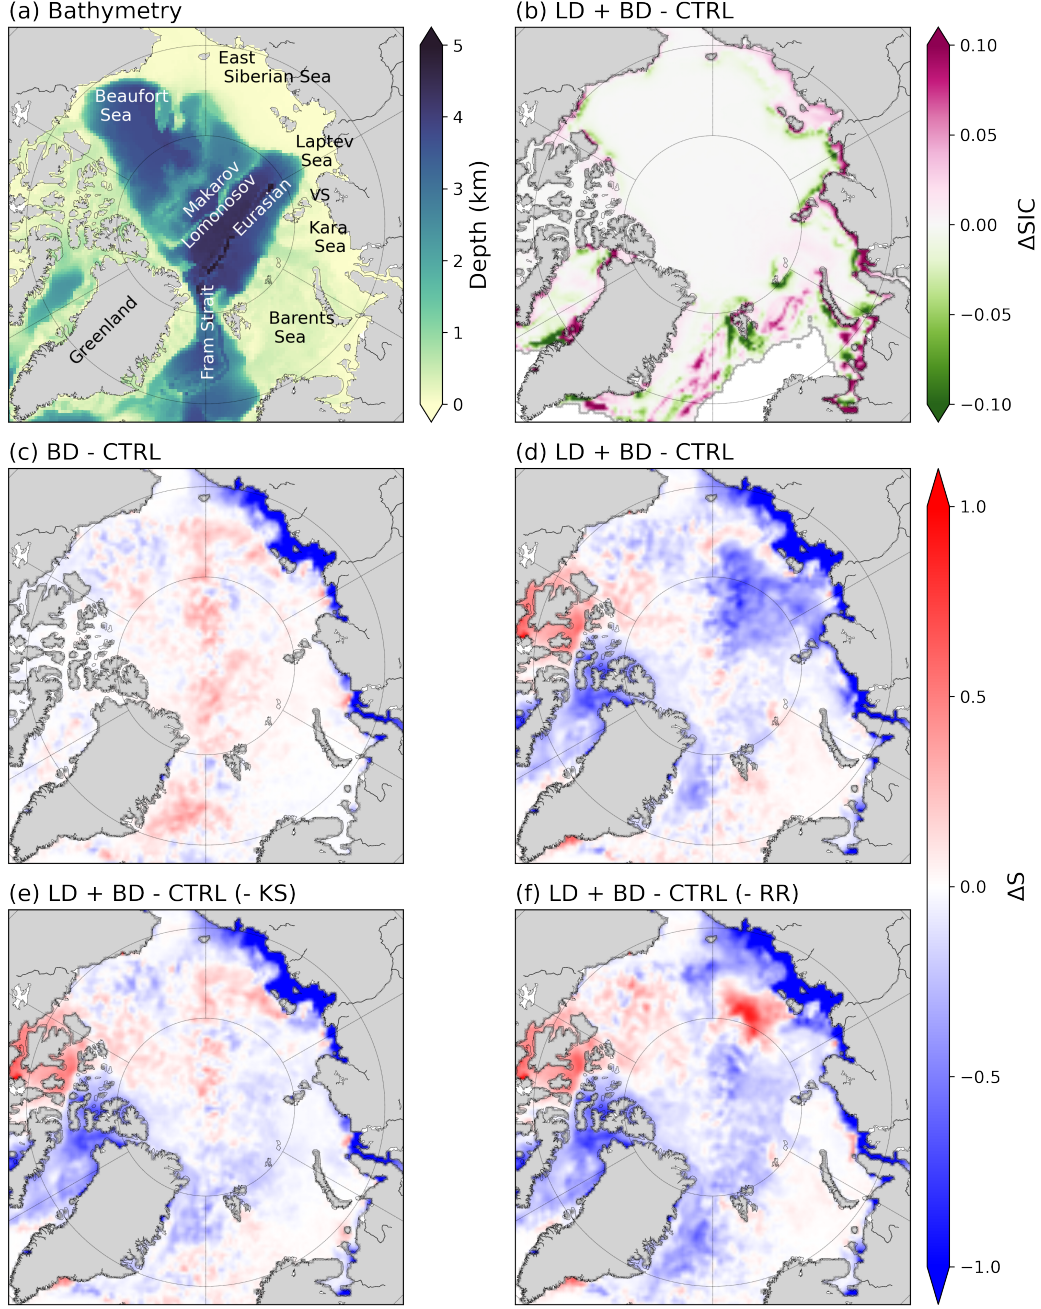 (a) Bathymetry
East
Siberian Sea
Beaufort
Sea
Laptev
Sea
Makarov
Lomonosov
Eurasian
VS
Kara
Sea
Barents
Sea
Fram Strait
Greenland
5
4
3
2
1
0
Depth (km)
(b) LD + BD - CTRL
0.10
0.05
0.00
−0.05
−0.10
ΔSIC
(c) BD - CTRL
(d) LD + BD - CTRL
(e) LD + BD - CTRL (- KS)
(f) LD + BD - CTRL (- RR)
1.0
0.5
0.0
−0.5
−1.0
ΔS